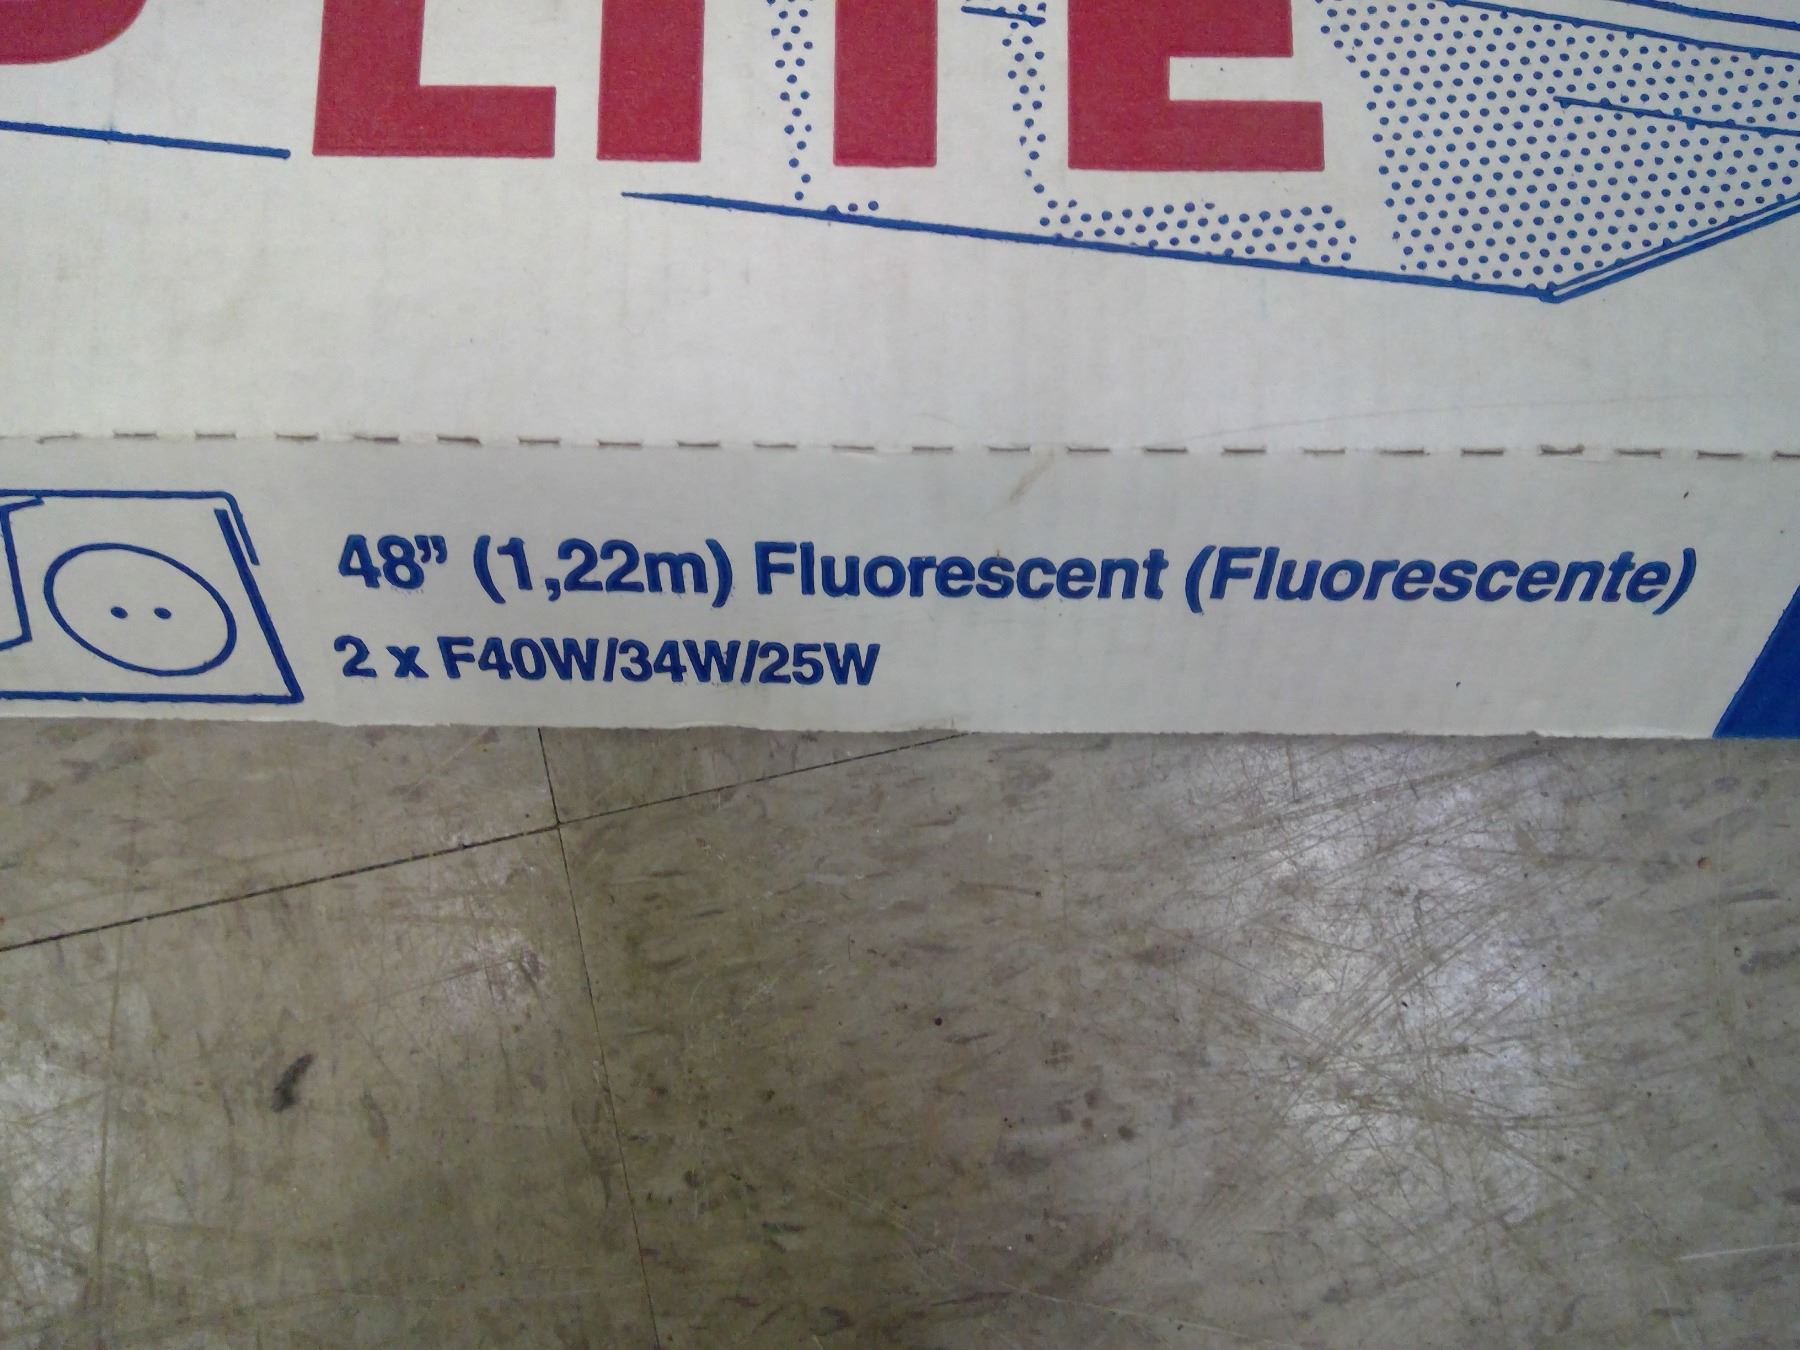 LITE
48” (1,22m) Fluorescent (Fluorescente)
2 x F40W/34W/25W